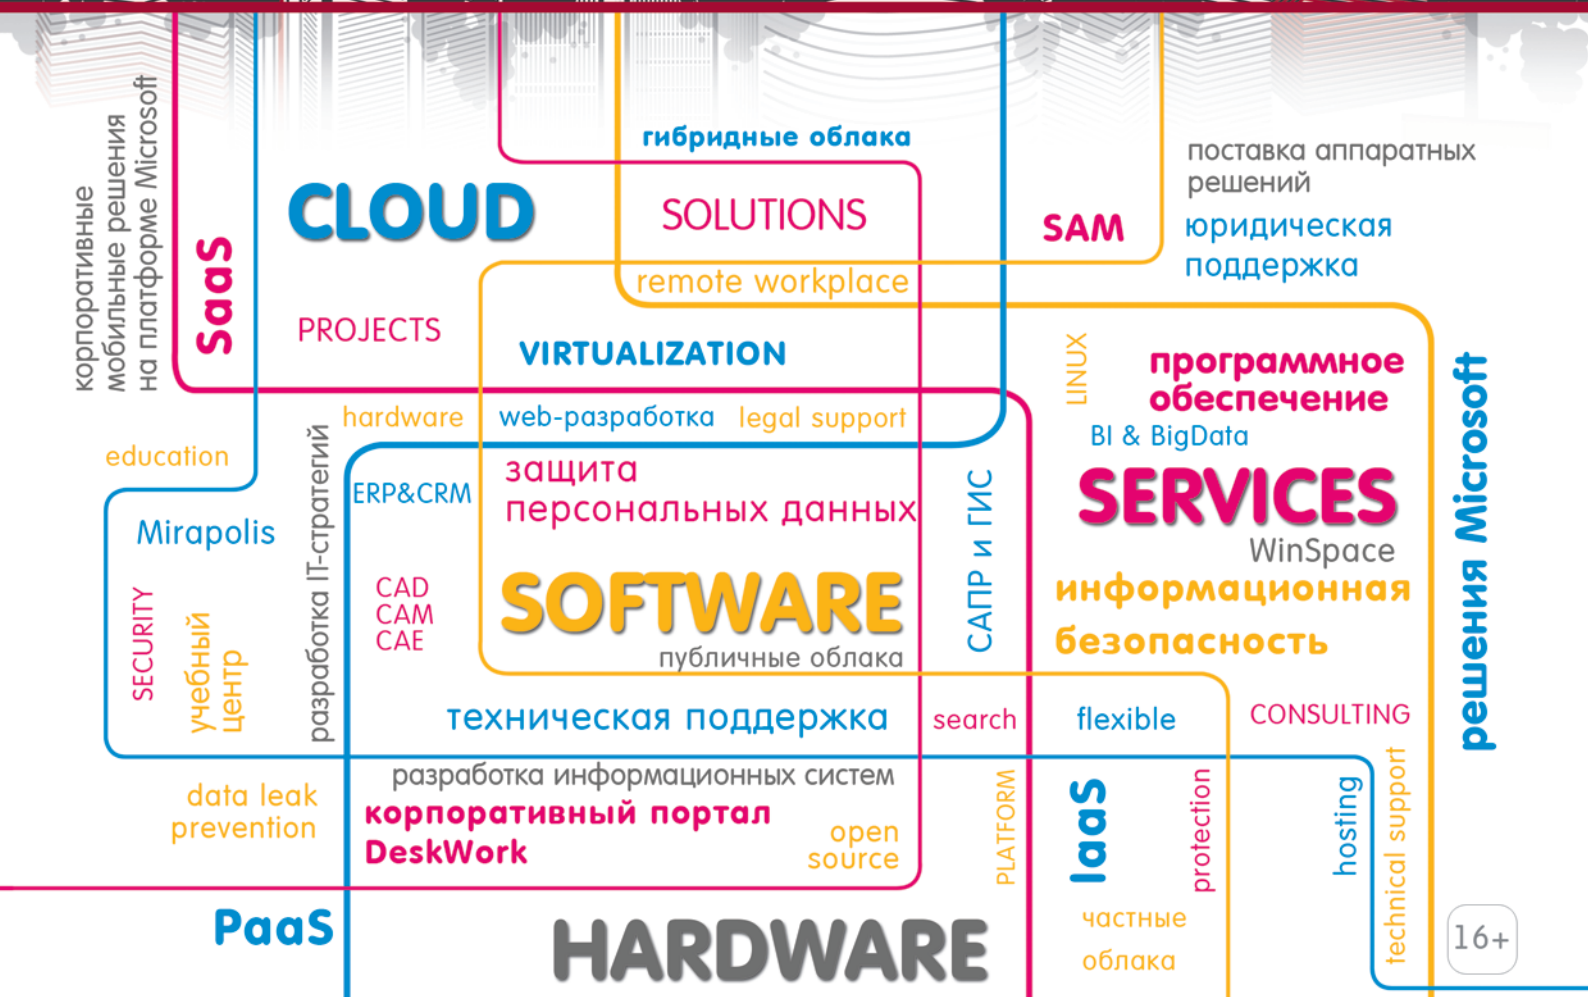 корпоративные
мобильные решения
на платформе Microsoft
SaaS
CLOUD
гибридные облака
SOLUTIONS
remote workplace
SAM
поставка аппаратных
решений
юридическая
поддержка
PROJECTS
VIRTUALIZATION
LINUX
программное
обеспечение
BI & BigData
решения Microsoft
hardware
web-разработка
legal support
education
разработка IT-стратегий
ERP&CRM
защита
персональных данных
САПР и ГИС
SERVICES
WinSpace
Mirapolis
SECURITY
учебный
центр
CAD
CAM
CAE
SOFTWARE
публичные облака
информационная
безопасность
техническая поддержка
search
flexible
CONSULTING
data leak
prevention
разработка информационных систем
корпоративный портал
DeskWork
open
source
PLATFORM
IaaS
protection
hosting
technical support
PaaS
HARDWARE
частные
облака
16+